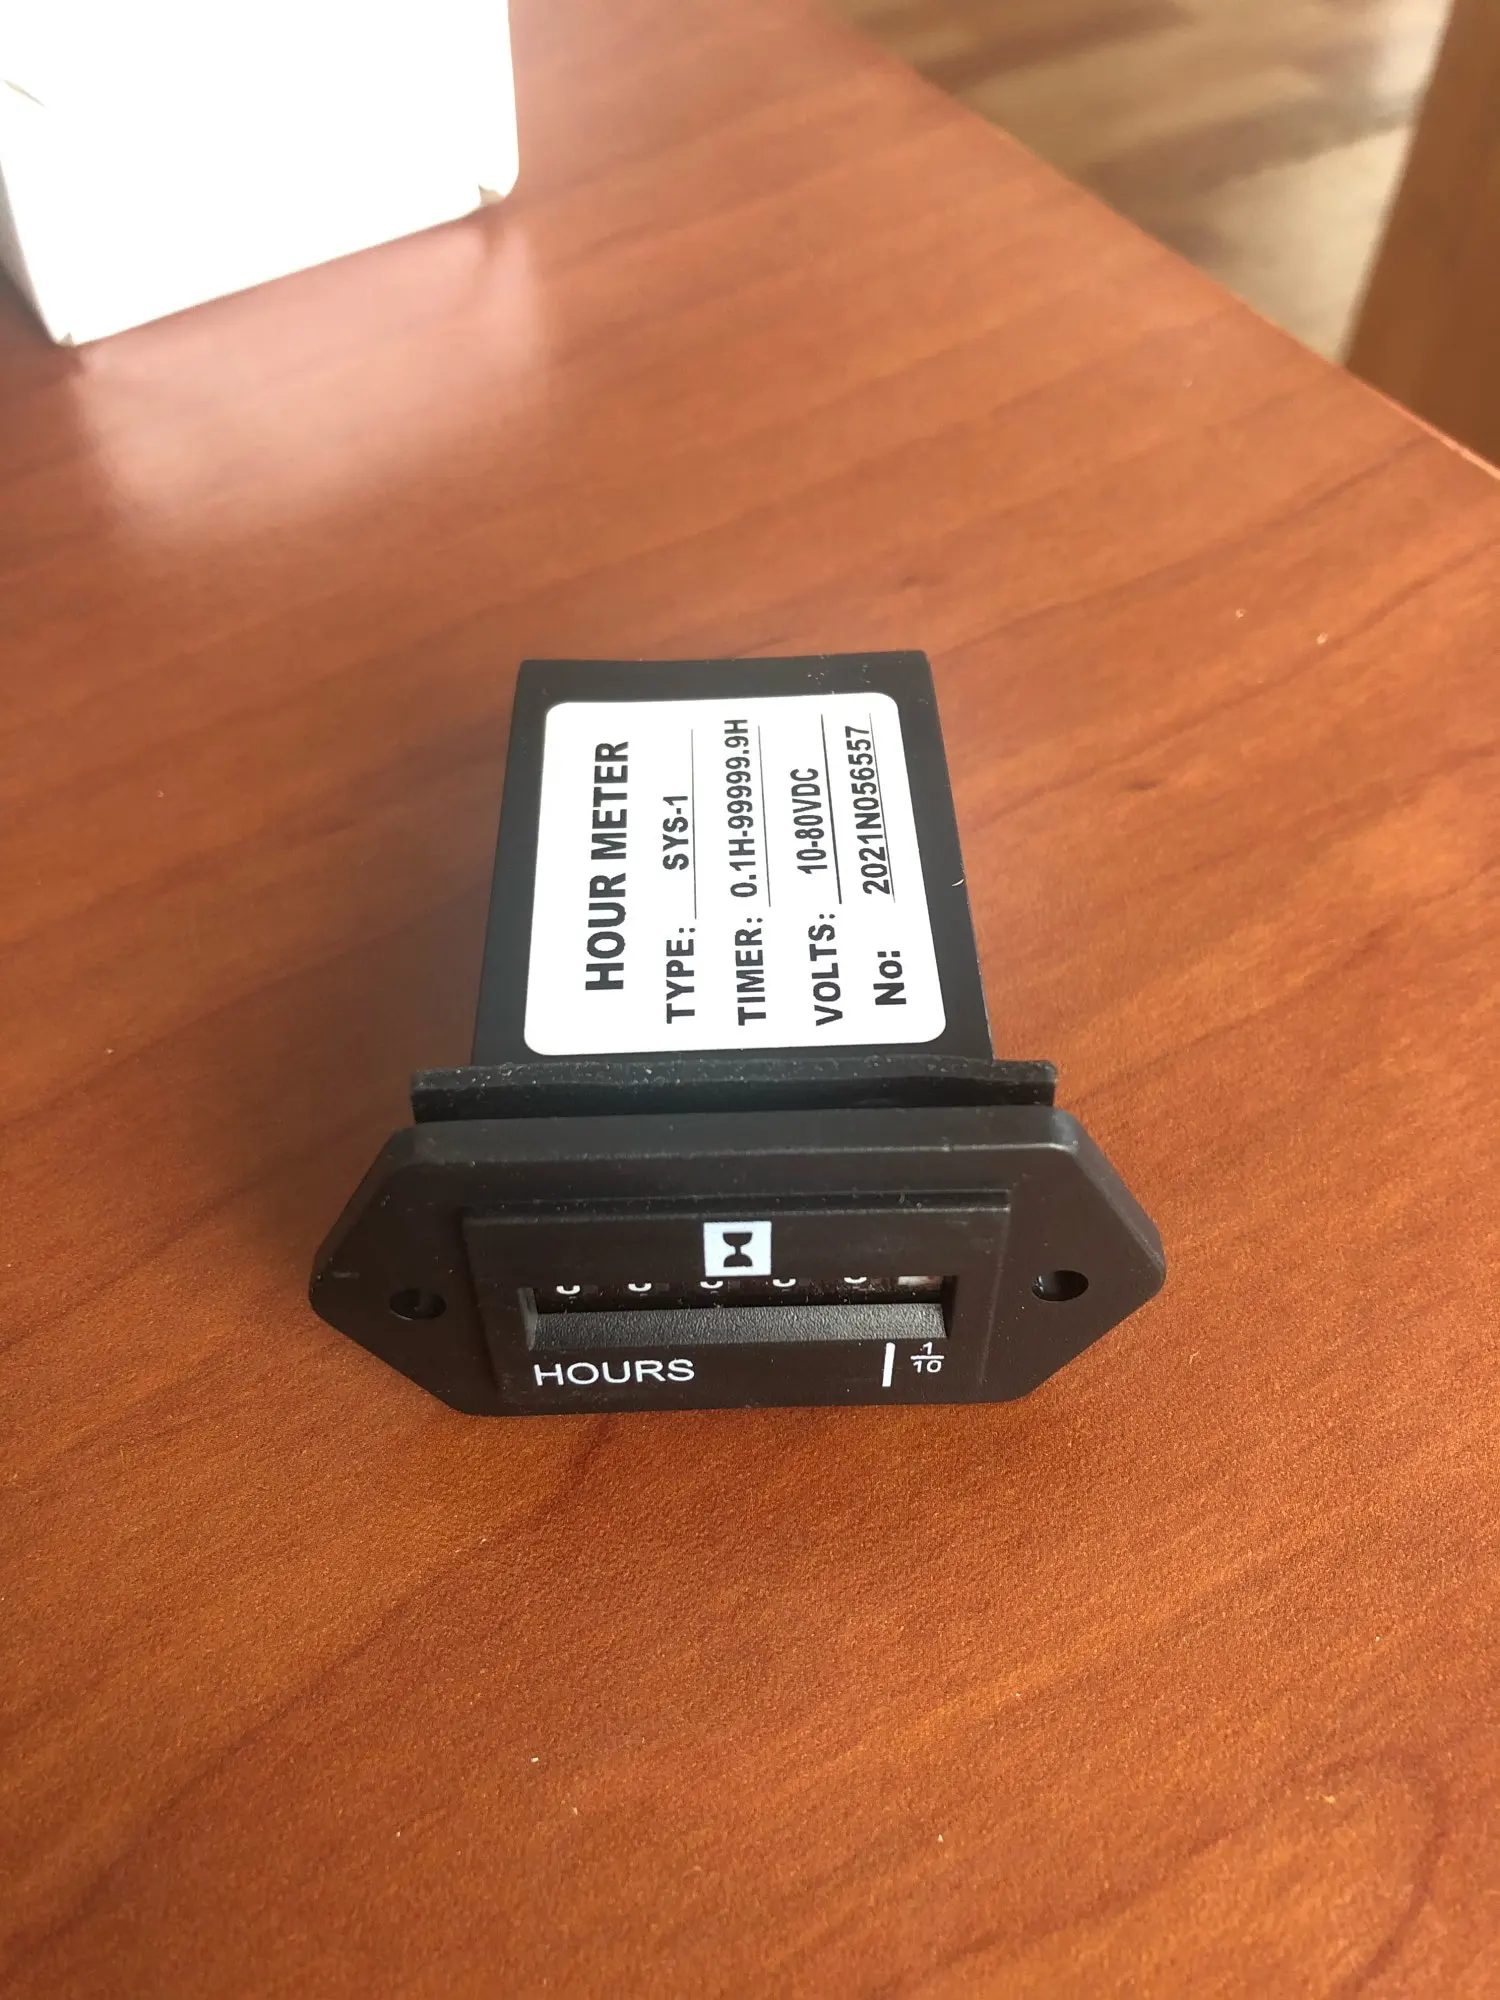 HOUR METER
TYPE: SYS-1
TIMER: 0.1H-99999.9H
VOLTS: 10-80VDC
No: 2021N056557
HOURS 1/10